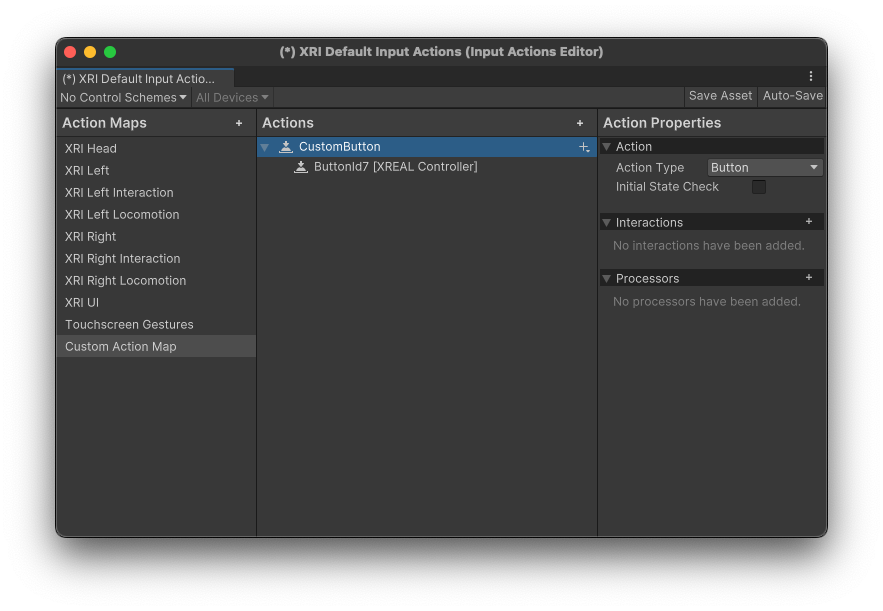 (*) XRI Default Input Actions (Input Actions Editor)
(*) XRI Default Input Actio...
No Control Schemes All Devices Save Asset Auto-Save
Action Maps + Actions + Action Properties
XRI Head
XRI Left
XRI Left Interaction
XRI Left Locomotion
XRI Right
XRI Right Interaction
XRI Right Locomotion
XRI UI
Touchscreen Gestures
Custom Action Map
CustomButton
ButtonId7 [XREAL Controller]
Action
Action Type Button
Initial State Check
Interactions +
No interactions have been added.
Processors +
No processors have been added.